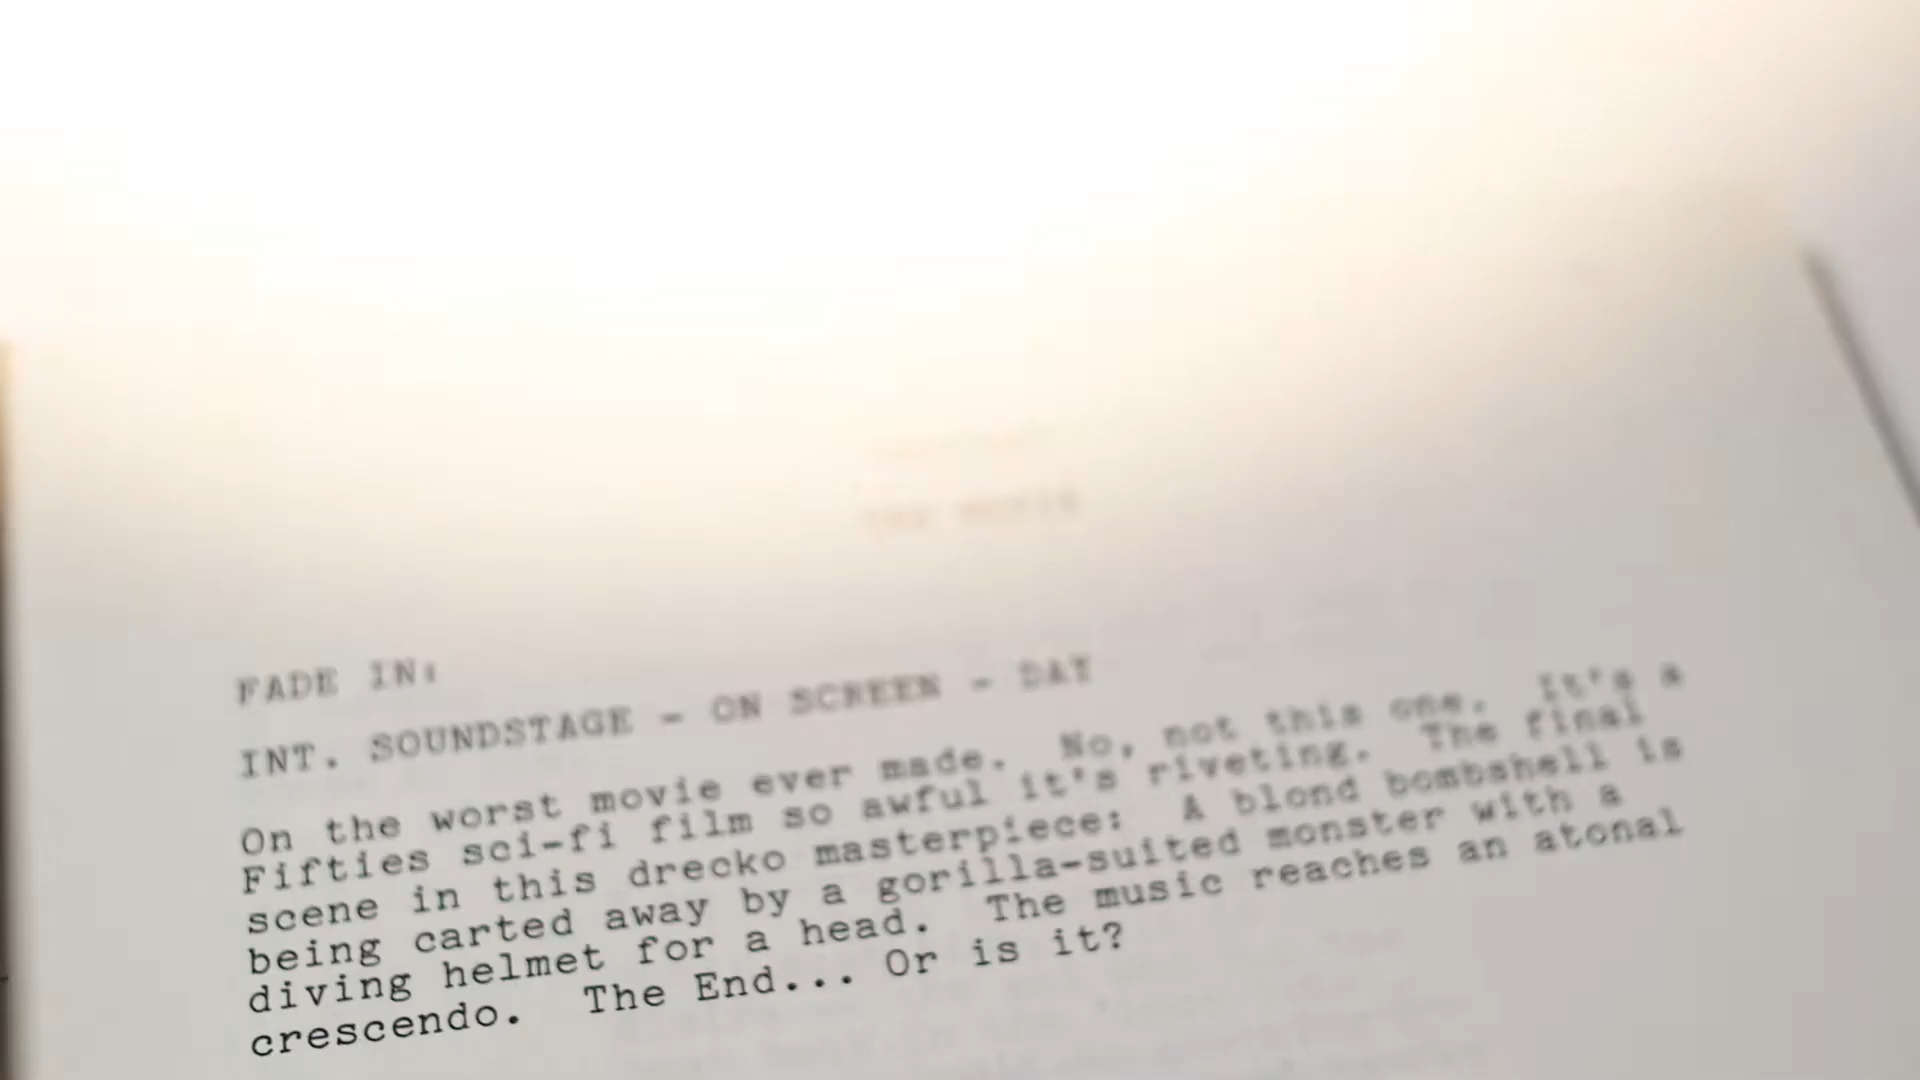 THE MOVIE
FADE IN:
INT. SOUNDSTAGE - ON SCREEN - DAY
On the worst movie ever made. No, not this one. It's a
Fifties sci-fi film so awful it's riveting. The final
scene in this drecko masterpiece: A blond bombshell is
being carted away by a gorilla-suited monster with a
diving helmet for a head. The music reaches an atonal
crescendo. The End... Or is it?